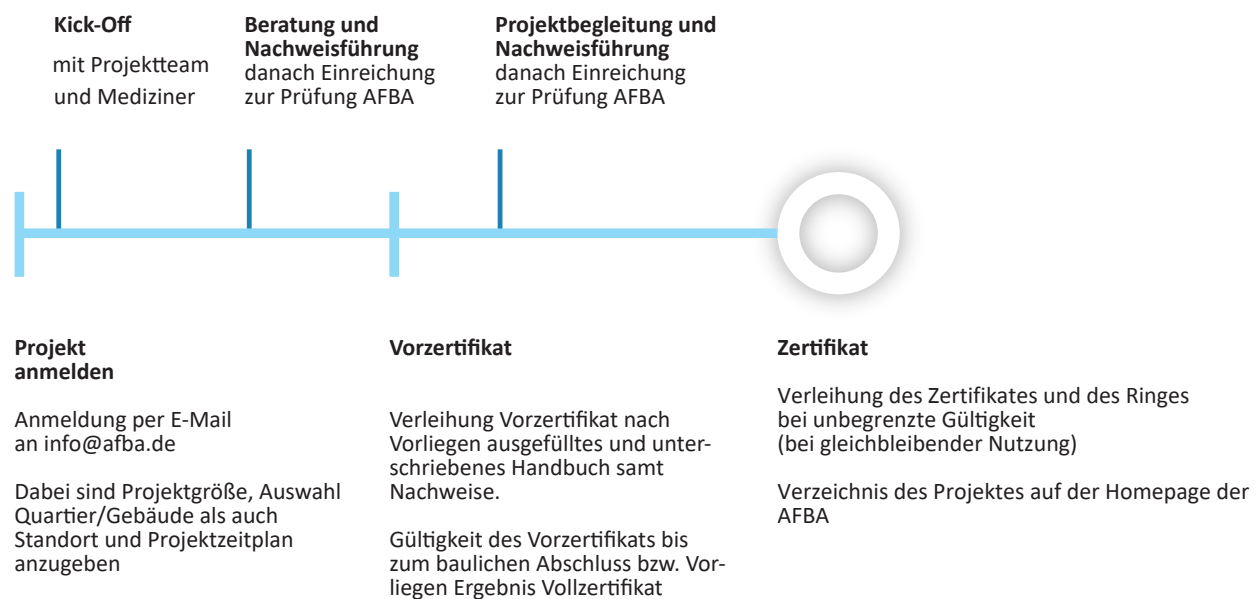 Kick-Off
mit Projektteam
und Mediziner
Beratung und
Nachweisführung
danach Einreichung
zur Prüfung AFBA
Projektbegleitung und
Nachweisführung
danach Einreichung
zur Prüfung AFBA
Projekt
anmelden
Anmeldung per E-Mail
an info@afba.de
Dabei sind Projektgröße, Auswahl
Quartier/Gebäude als auch
Standort und Projektzeitplan
anzugeben
Vorzertifikat
Verleihung Vorzertifikat nach
Vorliegen ausgefülltes und unter-
schriebenes Handbuch samt
Nachweise.
Gültigkeit des Vorzertifikats bis
zum baulichen Abschluss bzw. Vor-
liegen Ergebnis Vollzertifikat
Zertifikat
Verleihung des Zertifikates und des Ringes
bei unbegrenzte Gültigkeit
(bei gleichbleibender Nutzung)
Verzeichnis des Projektes auf der Homepage der
AFBA